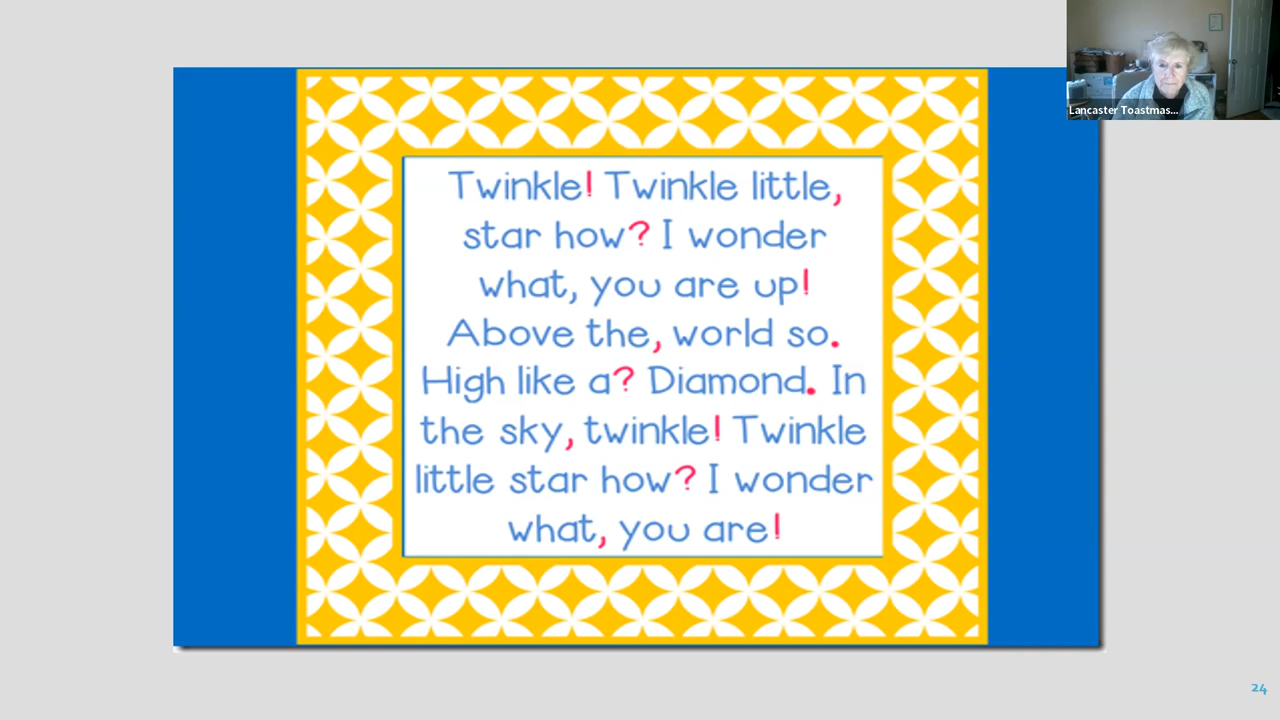 Lancaster Toastmas...
Twinkle! Twinkle little,
star how? I wonder
what, you are up!
Above the, world so.
High like a? Diamond. In
the sky, twinkle! Twinkle
little star how? I wonder
what, you are!
24